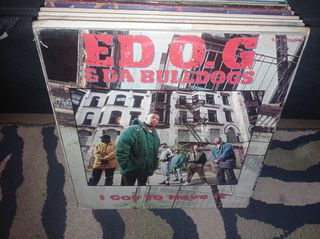 ED O.G
& DA BULLDOGS
I Got To Have It